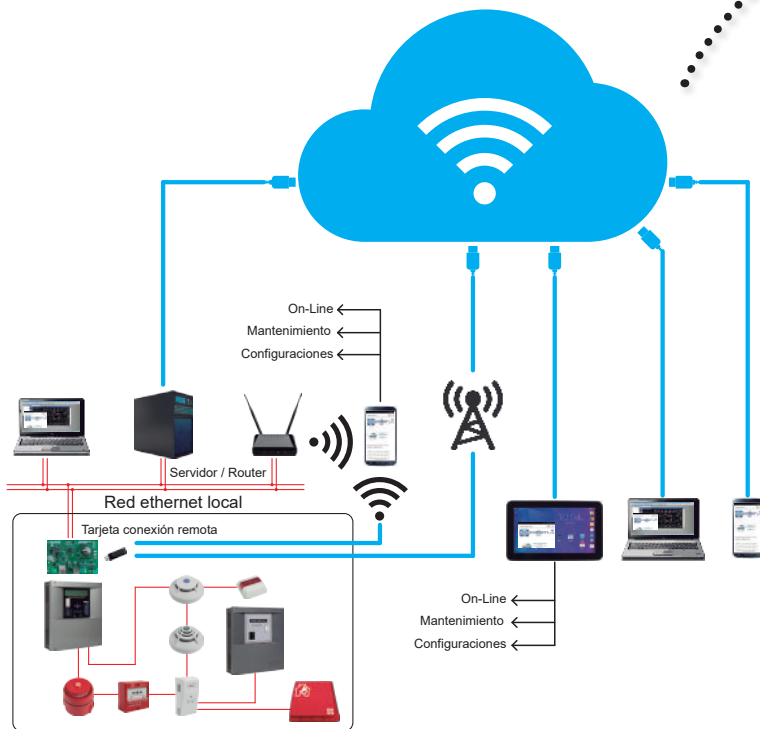 On-Line
Mantenimiento
Configuraciones
Servidor / Router
Red ethernet local
Tarjeta conexión remota
On-Line
Mantenimiento
Configuraciones